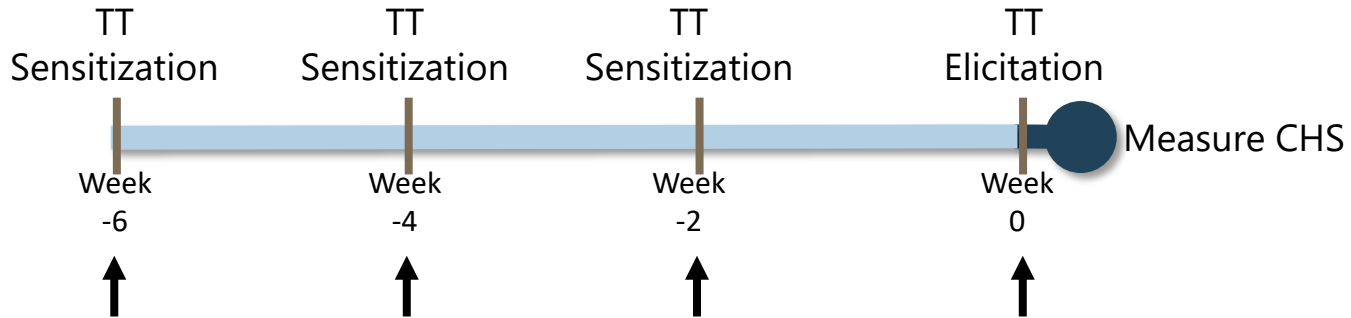 TT
Sensitization
TT
Sensitization
TT
Sensitization
TT
Elicitation
Measure CHS
Week
-6
Week
-4
Week
-2
Week
0